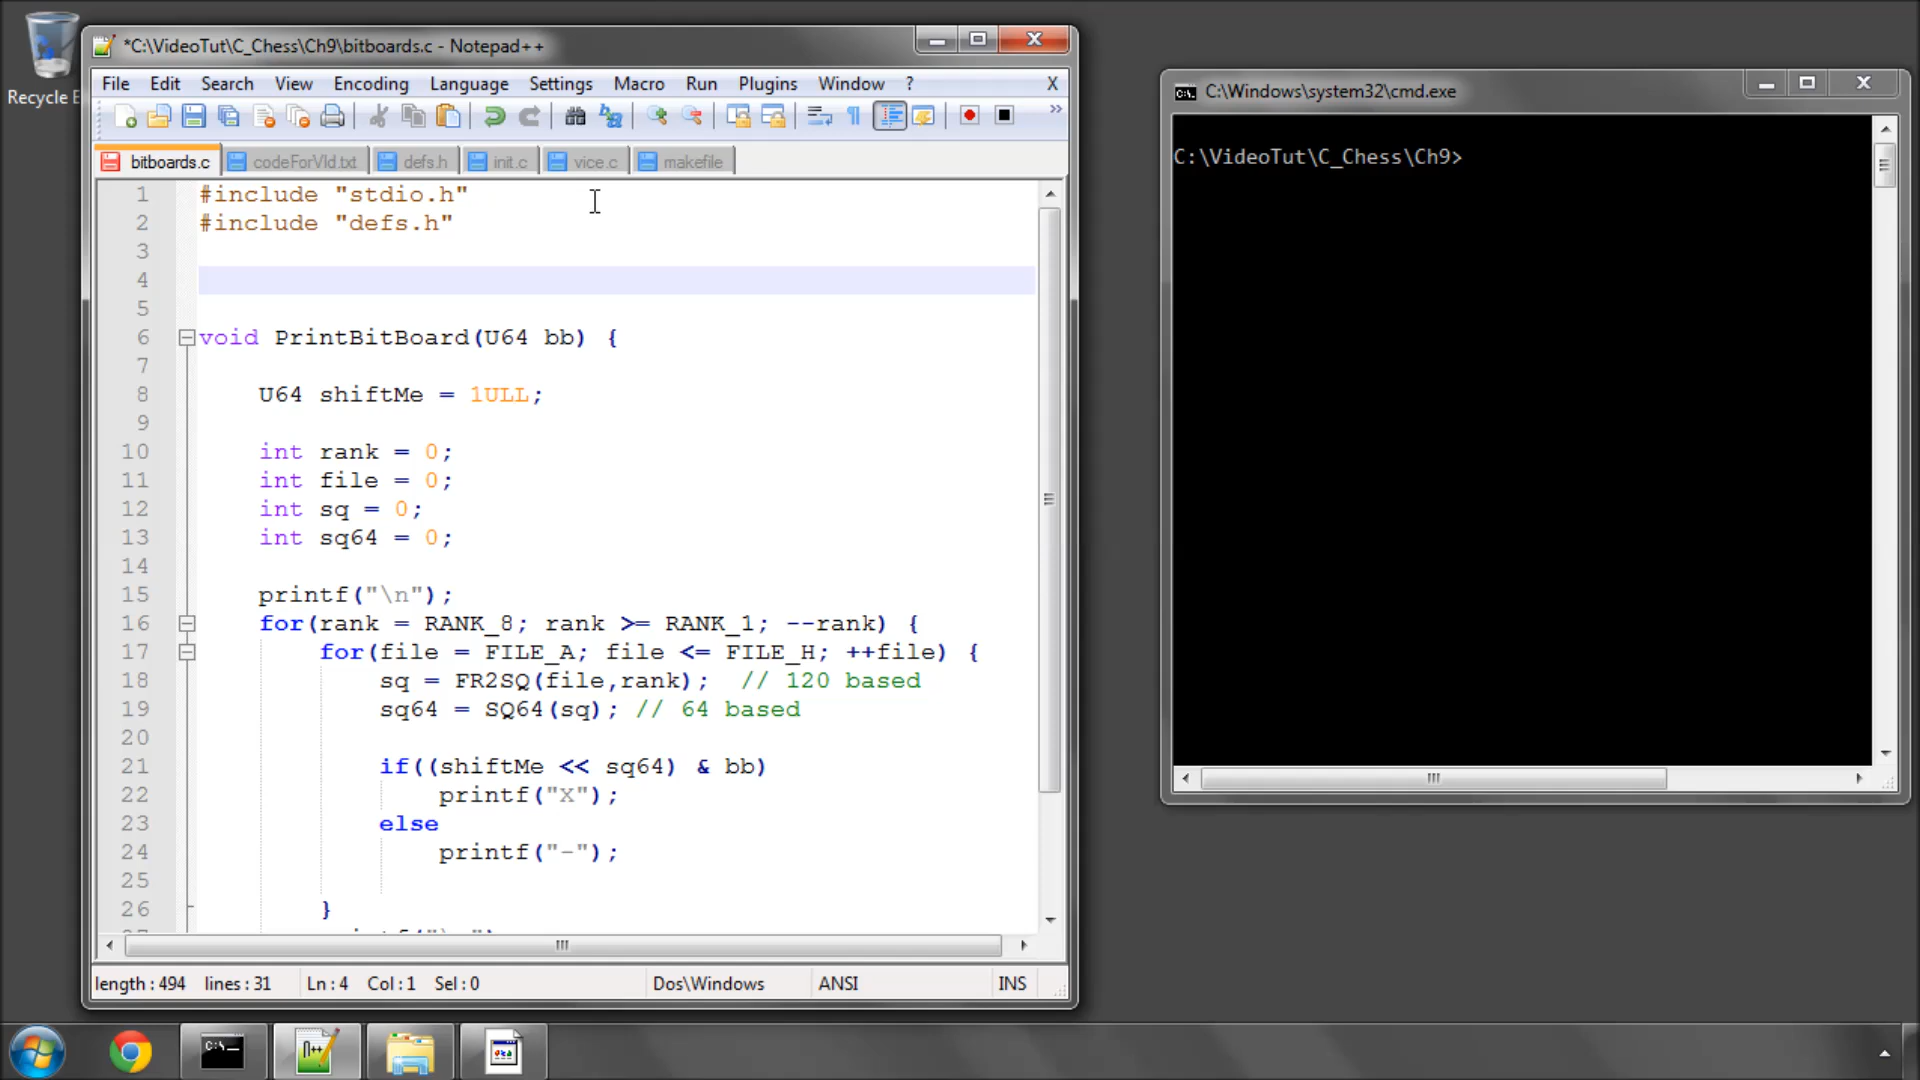 Recycle B
*C:\VideoTut\C_Chess\Ch9\bitboards.c - Notepad++
File Edit Search View Encoding Language Settings Macro Run Plugins Window ? X
bitboards.c codeForVId.txt defs.h init.c vice.c makefile
1 #include "stdio.h"
2 #include "defs.h"
3
4
5
6 void PrintBitBoard(U64 bb) {
7
8 U64 shiftMe = 1ULL;
9
10 int rank = 0;
11 int file = 0;
12 int sq = 0;
13 int sq64 = 0;
14
15 printf("\n");
16 for(rank = RANK_8; rank >= RANK_1; --rank) {
17 for(file = FILE_A; file <= FILE_H; ++file) {
18 sq = FR2SQ(file,rank); // 120 based
19 sq64 = SQ64(sq); // 64 based
20
21 if((shiftMe << sq64) & bb)
22 printf("X");
23 else
24 printf("-");
25
26 }
length : 494 lines : 31 Ln : 4 Col : 1 Sel : 0 Dos\Windows ANSI INS
C:\Windows\system32\cmd.exe
C:\VideoTut\C_Chess\Ch9>